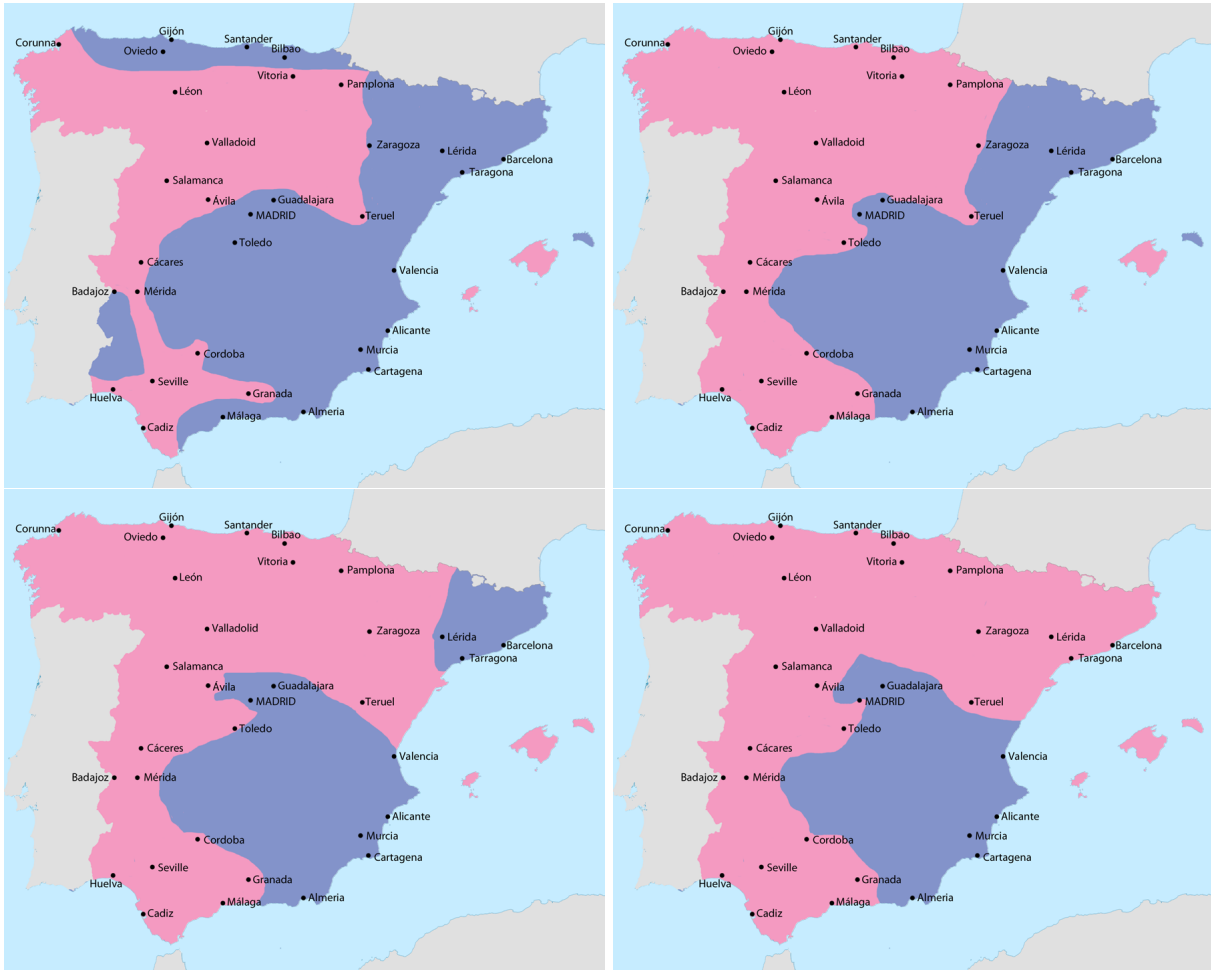 Gijón
Corunna
Oviedo
Santander
Bilbao
Vitoria
Pamplona
Léon
Valladoid
Zaragoza
Lérida
Barcelona
Taragona
Salamanca
Ávila
Guadalajara
MADRID
Teruel
Toledo
Cácares
Valencia
Badajoz
Mérida
Alicante
Cordoba
Murcia
Cartagena
Seville
Huelva
Granada
Málaga
Almeria
Cadiz
Gijón
Corunna
Oviedo
Santander
Bilbao
Vitoria
Pamplona
Léon
Valladoid
Zaragoza
Lérida
Barcelona
Taragona
Salamanca
Ávila
Guadalajara
MADRID
Teruel
Toledo
Cácares
Valencia
Badajoz
Mérida
Alicante
Cordoba
Murcia
Cartagena
Seville
Huelva
Granada
Málaga
Almeria
Cadiz
Gijón
Corunna
Oviedo
Santander
Bilbao
Vitoria
Pamplona
León
Valladolid
Zaragoza
Lérida
Barcelona
Tarragona
Salamanca
Ávila
Guadalajara
MADRID
Teruel
Toledo
Cáceres
Valencia
Badajoz
Mérida
Alicante
Cordoba
Murcia
Cartagena
Seville
Huelva
Granada
Málaga
Almeria
Cadiz
Gijón
Corunna
Oviedo
Santander
Bilbao
Vitoria
Pamplona
Léon
Valladoid
Zaragoza
Lérida
Barcelona
Taragona
Salamanca
Ávila
Guadalajara
MADRID
Teruel
Toledo
Cácares
Valencia
Badajoz
Mérida
Alicante
Cordoba
Murcia
Cartagena
Seville
Huelva
Granada
Málaga
Almeria
Cadiz